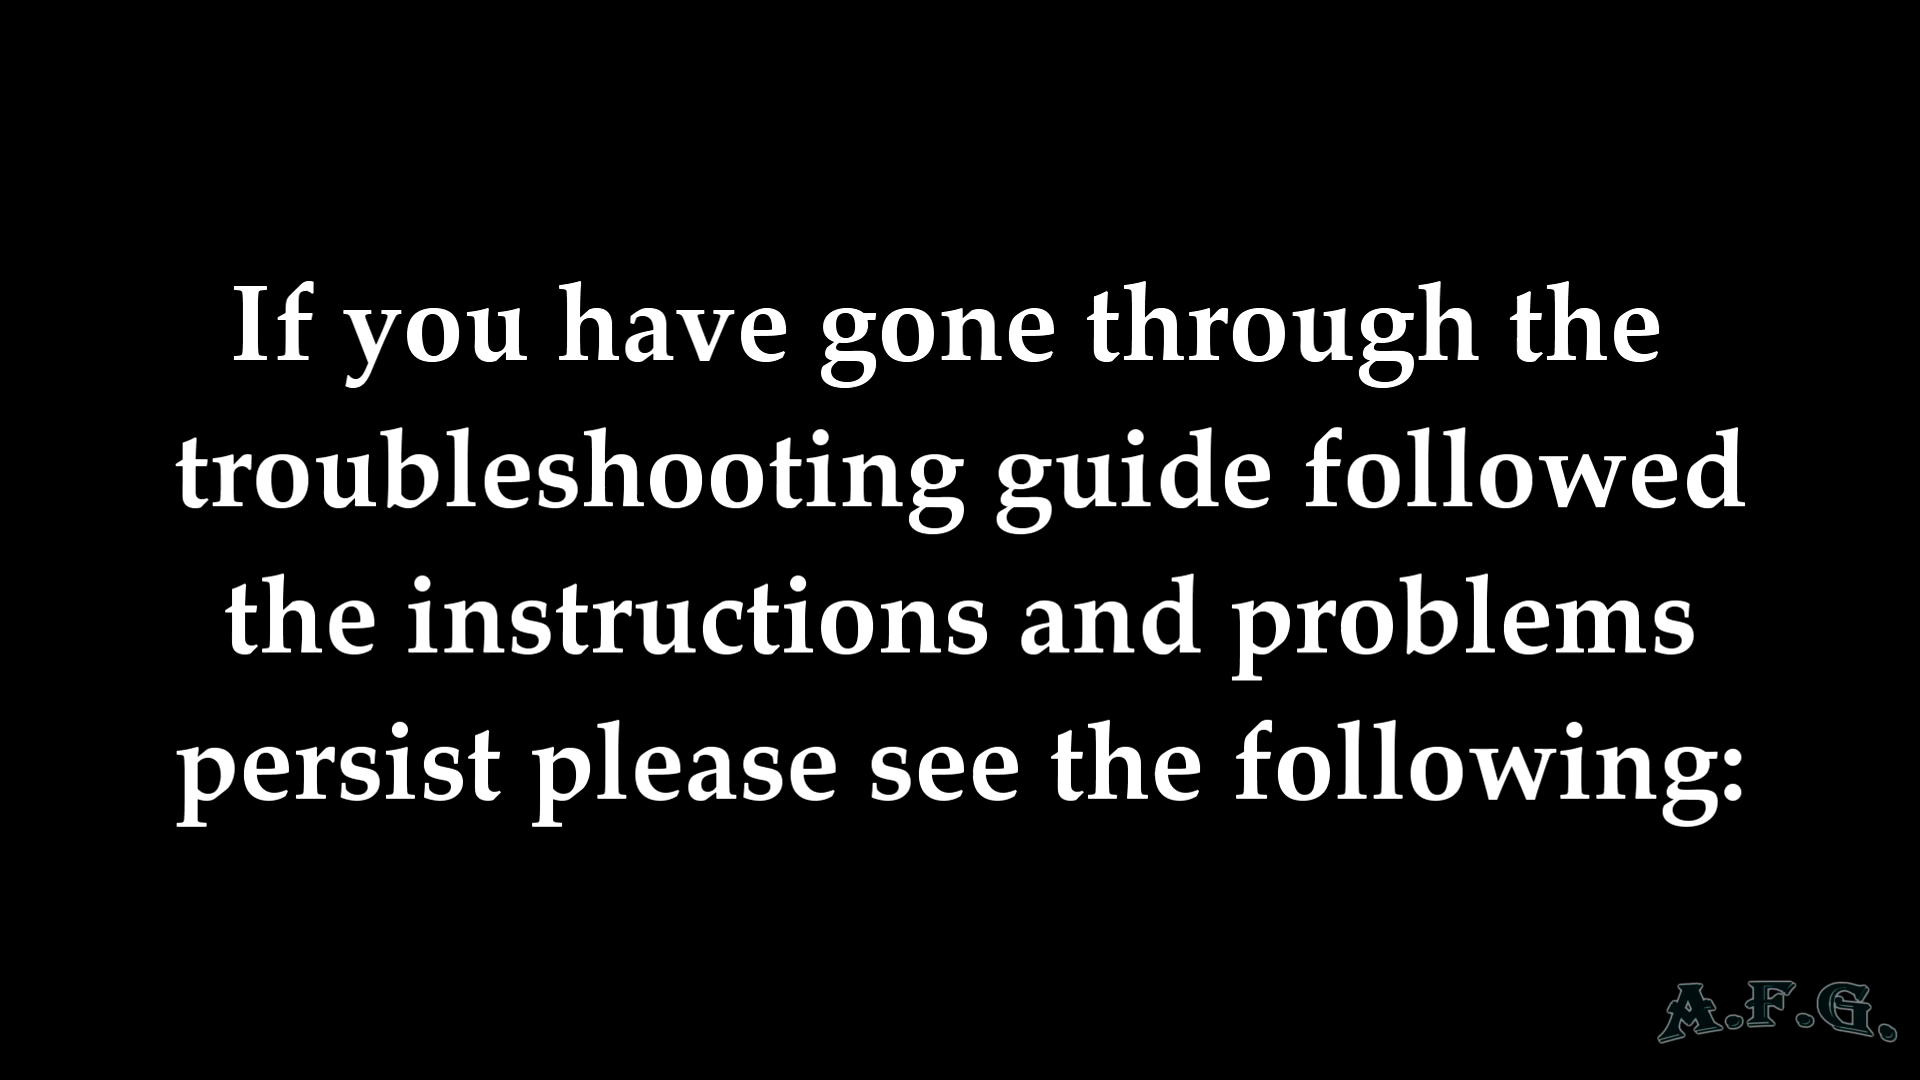 If you have gone through the
troubleshooting guide followed
the instructions and problems
persist please see the following:
A.F.G.